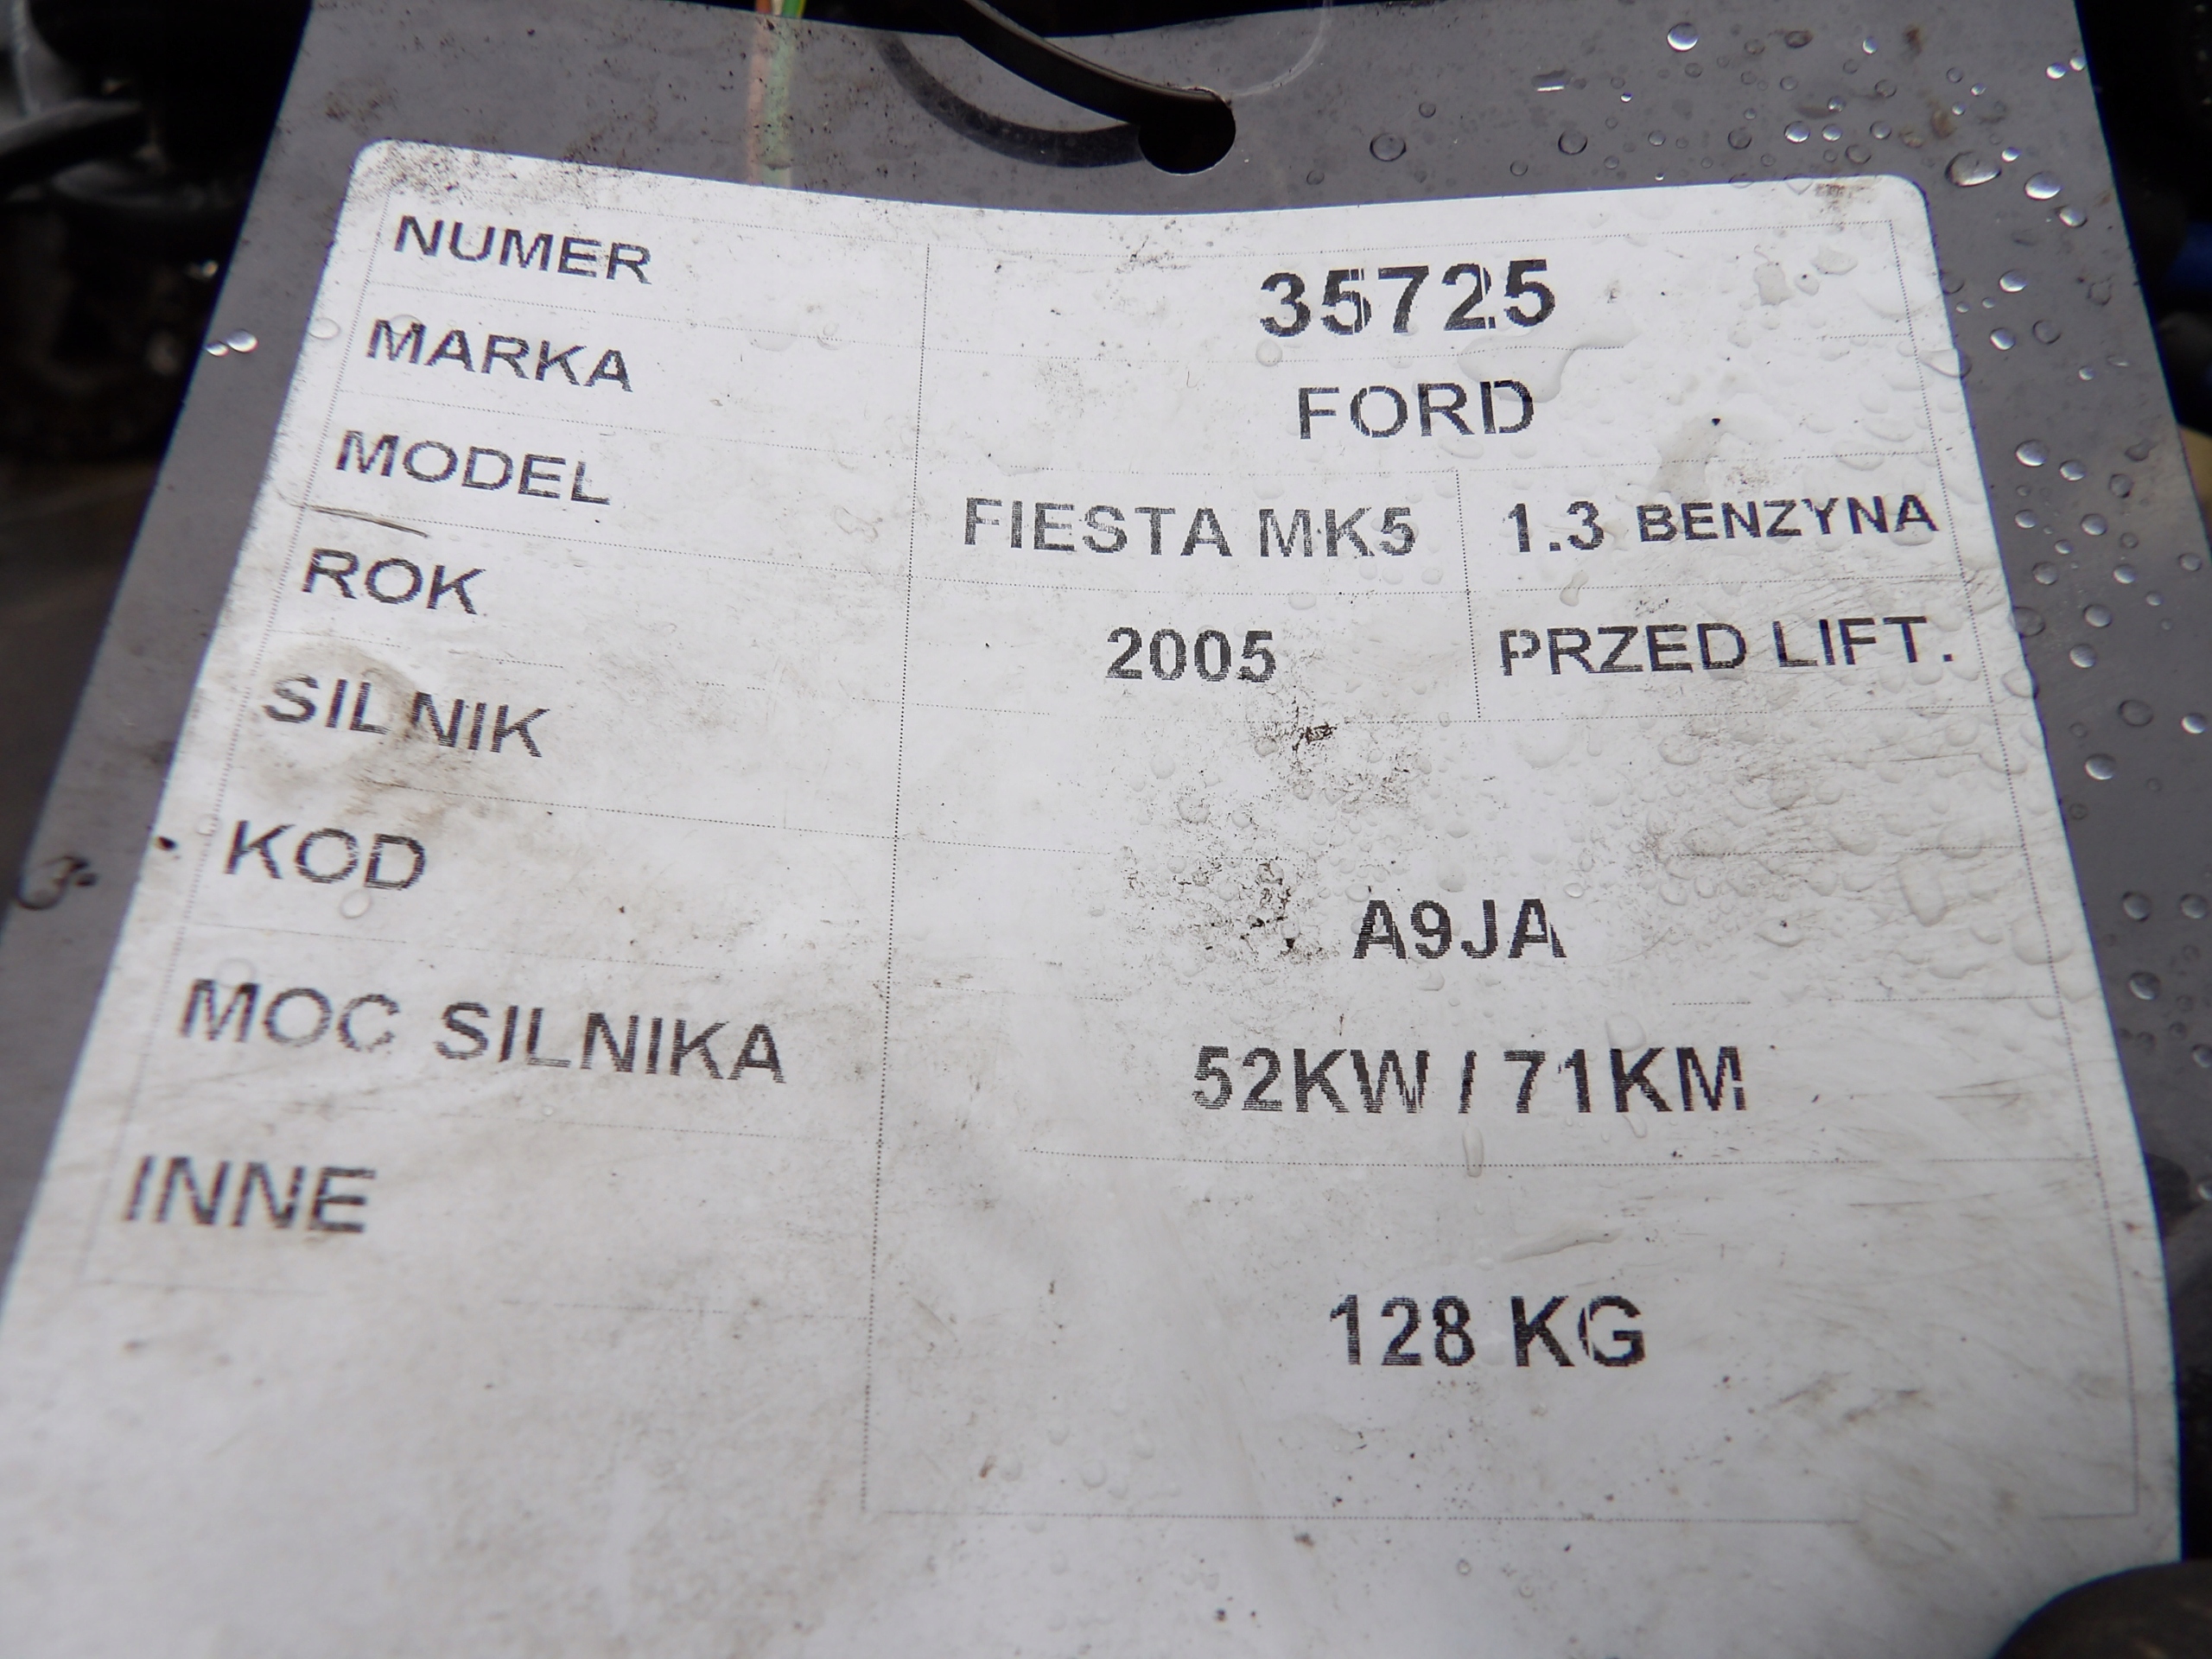 NUMER 35725
MARKA FORD
MODEL FIESTA MK5 1.3 BENZYNA
ROK 2005 PRZED LIFT.
SILNIK
KOD A9JA
MOC SILNIKA 52KW / 71KM
INNE 128 KG